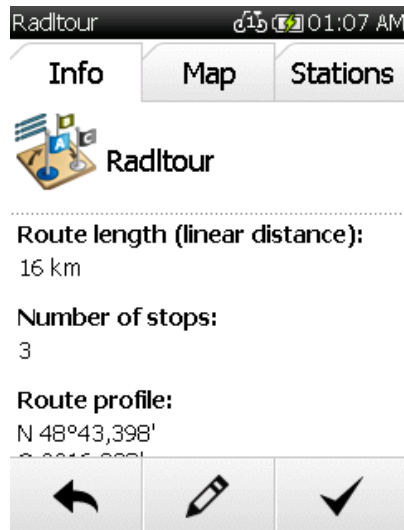 Radltour 01:07 AM
Info Map Stations
Radltour
Route length (linear distance):
16 km
Number of stops:
3
Route profile:
N 48°43,398'